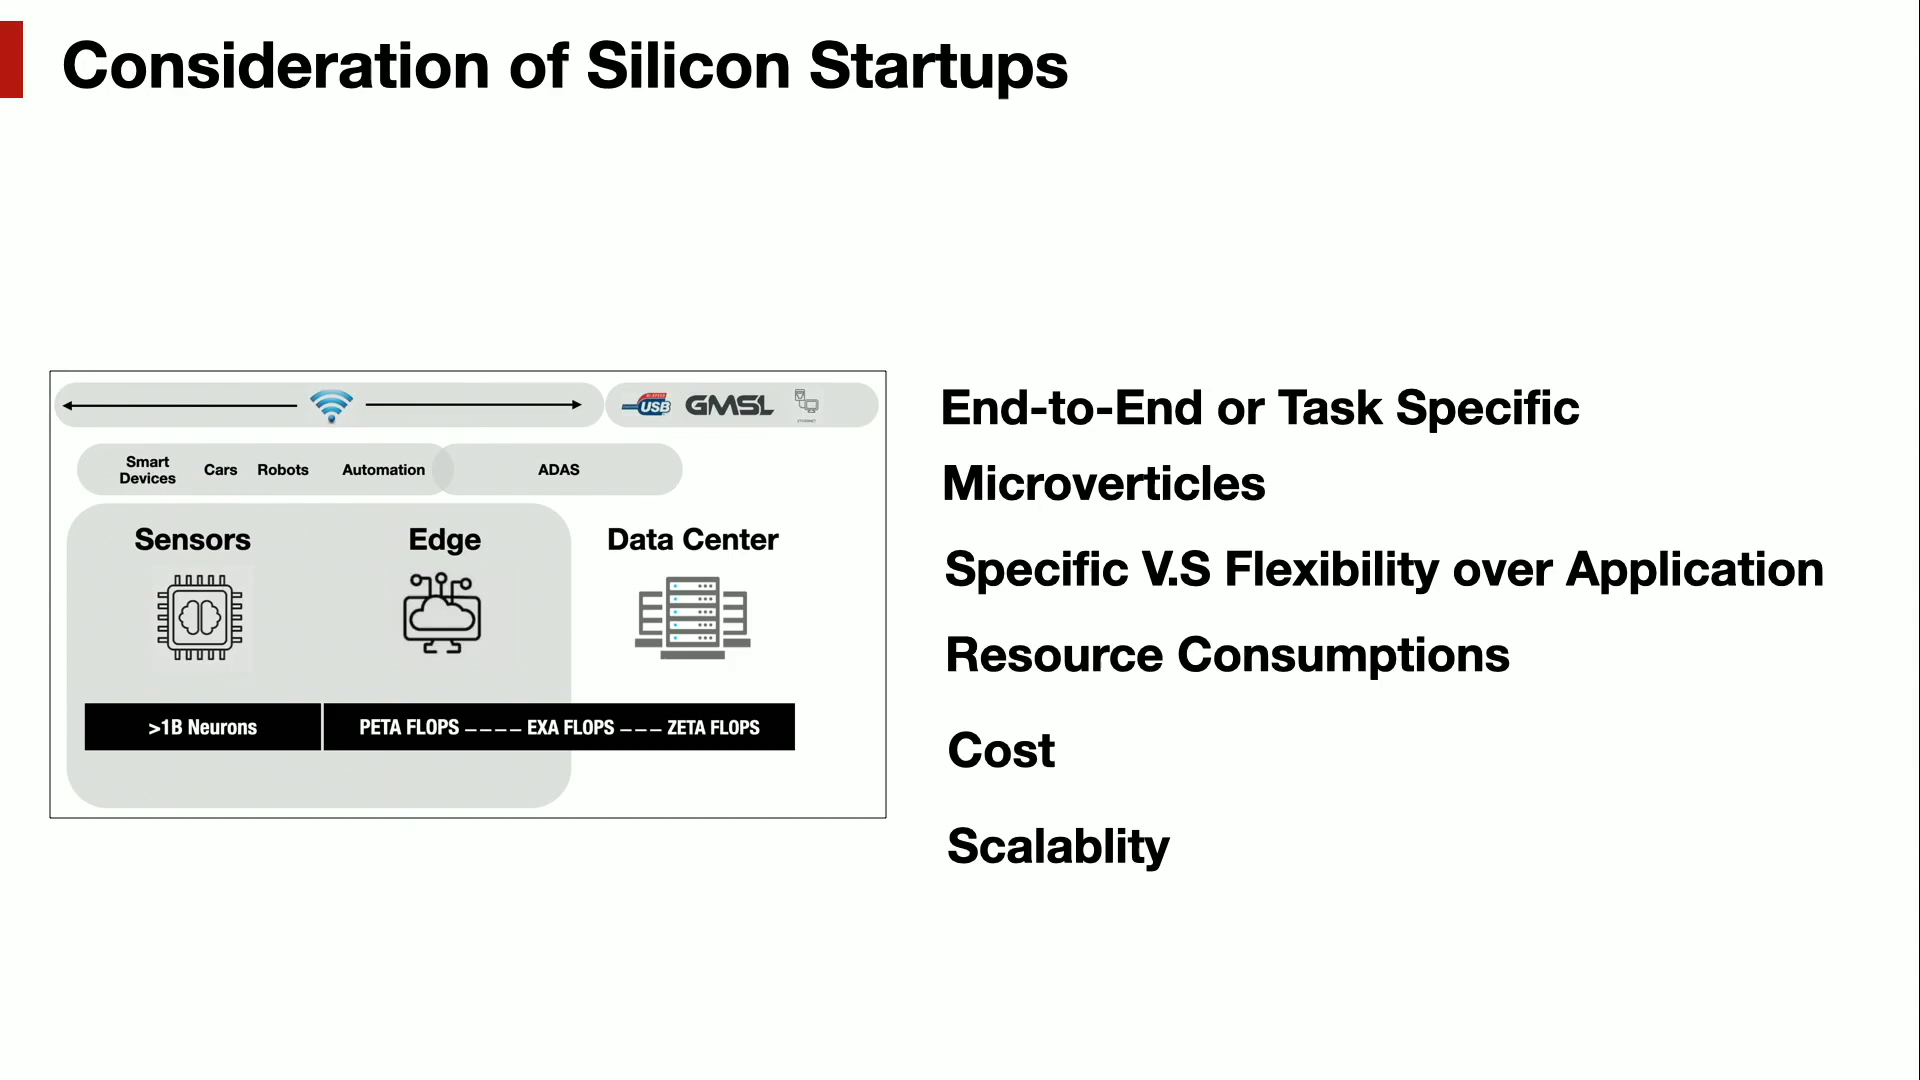 Consideration of Silicon Startups
USB
GMSL
Smart
Devices
Cars
Robots
Automation
ADAS
Sensors
Edge
Data Center
>1B Neurons
PETA FLOPS ---- EXA FLOPS --- ZETA FLOPS
End-to-End or Task Specific
Microverticles
Specific V.S Flexibility over Application
Resource Consumptions
Cost
Scalablity